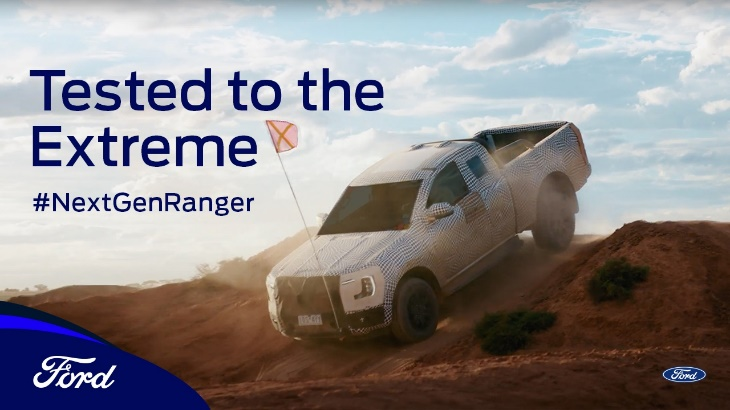 Tested to the
Extreme
#NextGenRanger
Ford
Ford